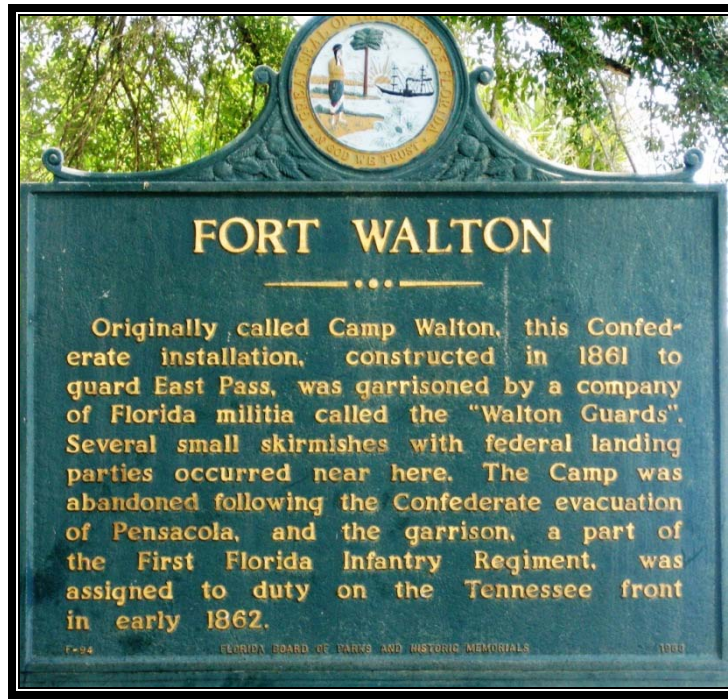 GREAT SEAL OF THE STATE OF FLORIDA
IN GOD WE TRUST
FORT WALTON
Originally called Camp Walton, this Confed-
erate installation, constructed in 1861 to
guard East Pass, was garrisoned by a company
of Florida militia called the "Walton Guards".
Several small skirmishes with federal landing
parties occurred near here. The Camp was
abandoned following the Confederate evacuation
of Pensacola, and the garrison, a part of
the First Florida Infantry Regiment, was
assigned to duty on the Tennessee front
in early 1862.
F-94 FLORIDA BOARD OF PARKS AND HISTORIC MEMORIALS